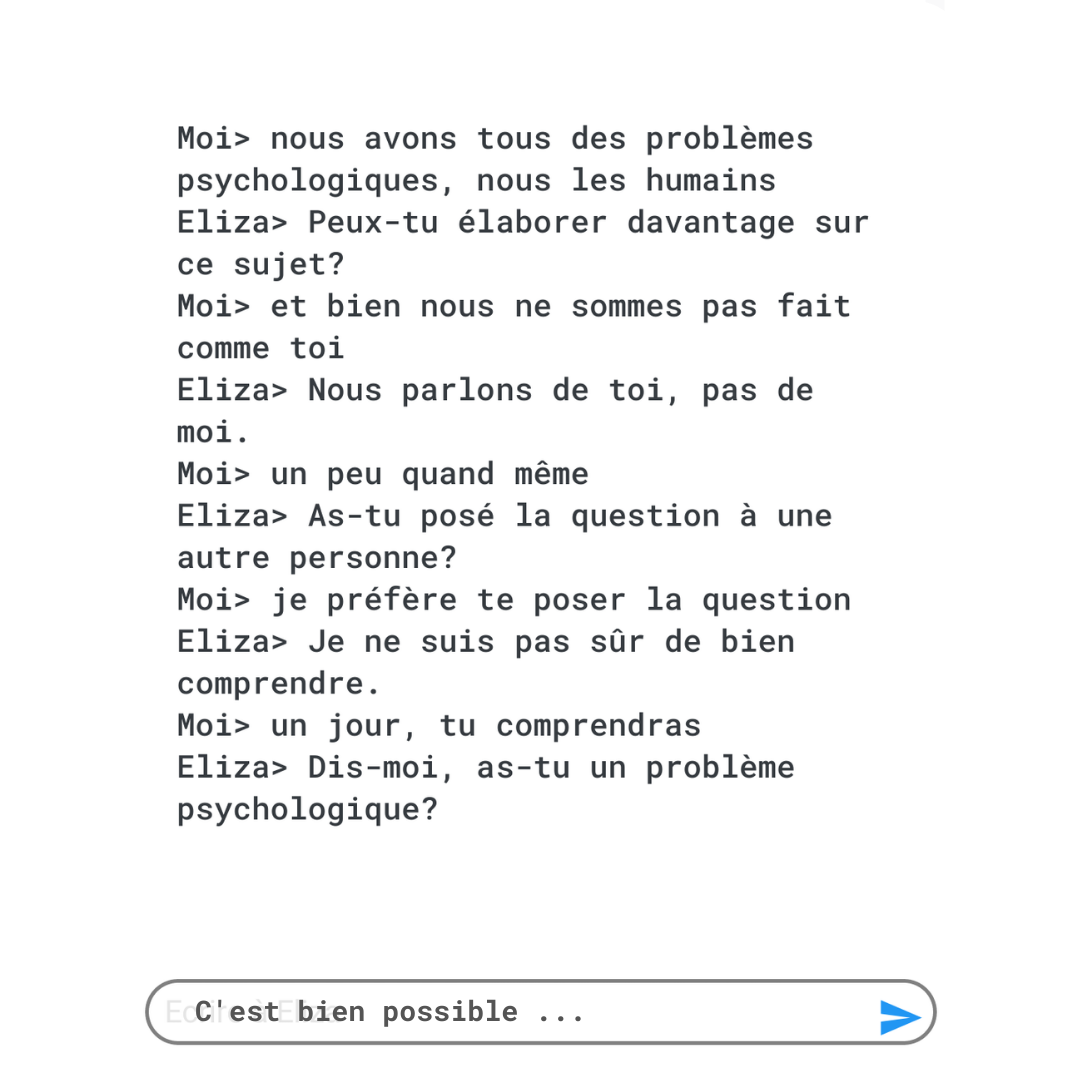 Moi> nous avons tous des problèmes
psychologiques, nous les humains
Eliza> Peux-tu élaborer davantage sur
ce sujet?
Moi> et bien nous ne sommes pas fait
comme toi
Eliza> Nous parlons de toi, pas de
moi.
Moi> un peu quand même
Eliza> As-tu posé la question à une
autre personne?
Moi> je préfère te poser la question
Eliza> Je ne suis pas sûr de bien
comprendre.
Moi> un jour, tu comprendras
Eliza> Dis-moi, as-tu un problème
psychologique?
C'est bien possible ...